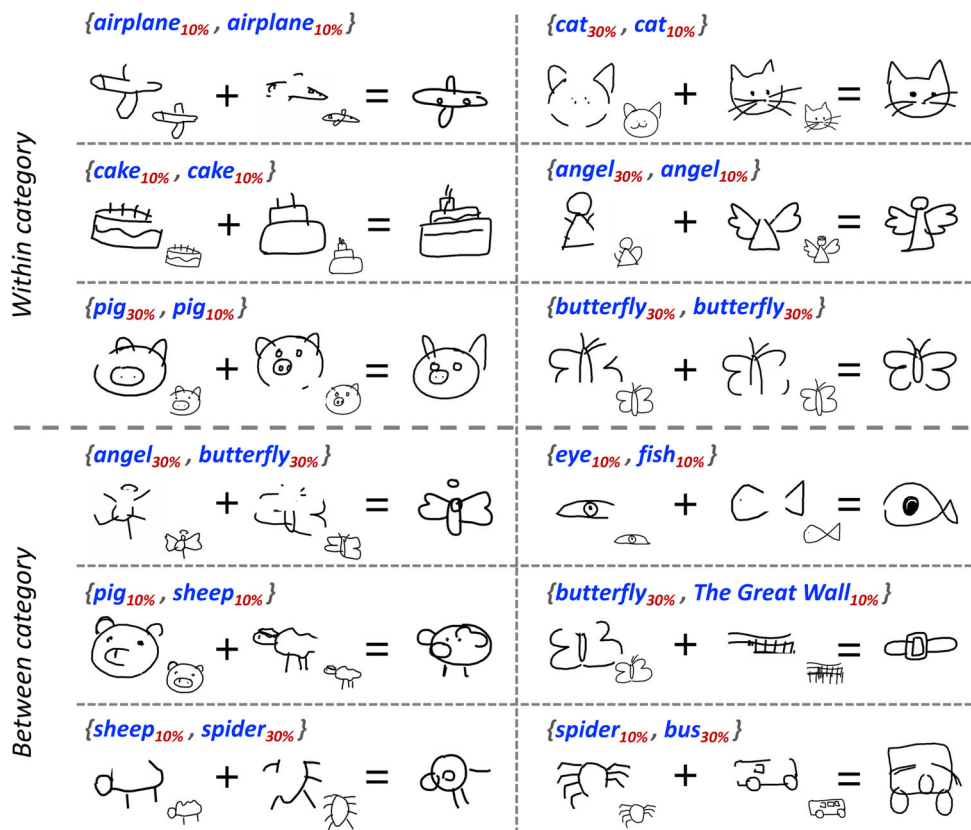 {airplane10% , airplane10%}
{cat30% , cat10%}
+ =
+ =
Within category
{cake10% , cake10%}
{angel30% , angel10%}
+ =
+ =
{pig30% , pig10%}
{butterfly30% , butterfly30%}
+ =
+ =
Between category
{angel30% , butterfly30%}
{eye10% , fish10%}
+ =
+ =
{pig10% , sheep10%}
{butterfly30% , The Great Wall10%}
+ =
+ =
{sheep10% , spider30%}
{spider10% , bus30%}
+ =
+ =